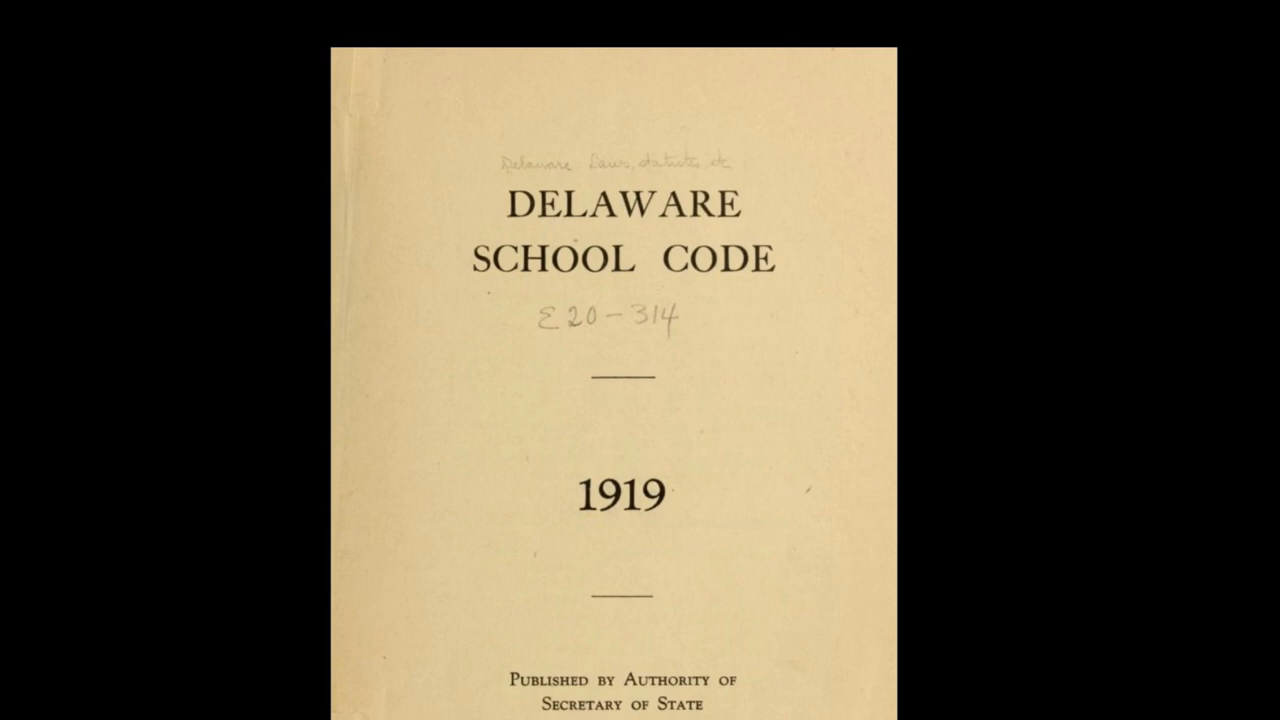 Delaware Laws, statutes, etc
DELAWARE
SCHOOL CODE
E20-314
1919
PUBLISHED BY AUTHORITY OF
SECRETARY OF STATE